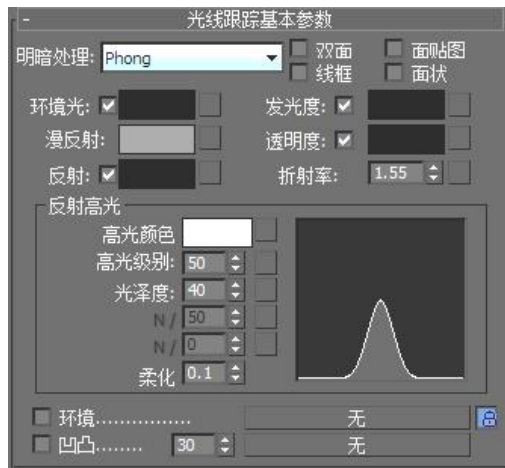 - 光线跟踪基本参数
明暗处理: Phong 双面 面贴图
线框 面状
环境光: 发光度:
漫反射: 透明度:
反射: 折射率: 1.55
反射高光
高光颜色
高光级别: 50
光泽度: 40
N/ 50
N/ 0
柔化 0.1
环境................ 无
凹凸........ 30 无